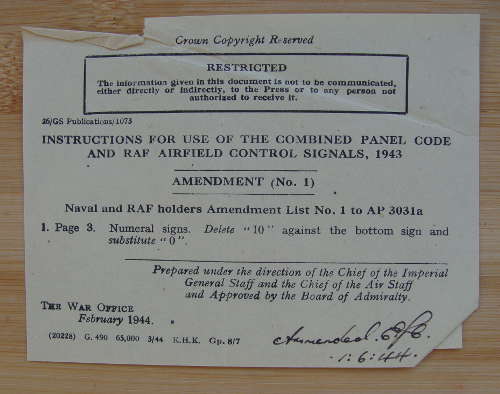 Crown Copyright Reserved
RESTRICTED
The information given in this document is not to be communicated,
either directly or indirectly, to the Press or to any person not
authorized to receive it.
26/GS Publications/1073
INSTRUCTIONS FOR USE OF THE COMBINED PANEL CODE
AND RAF AIRFIELD CONTROL SIGNALS, 1943
AMENDMENT (No. 1)
Naval and RAF holders Amendment List No. 1 to AP 3031a
1. Page 3. Numeral signs. Delete "10" against the bottom sign and
substitute "0".
Prepared under the direction of the Chief of the Imperial
General Staff and the Chief of the Air Staff
and Approved by the Board of Admiralty.
THE WAR OFFICE
February 1944.
(20228) G. 490 65,000 3/44 K.H.K. Gp. 8/7
Ammended.
1.6.44.